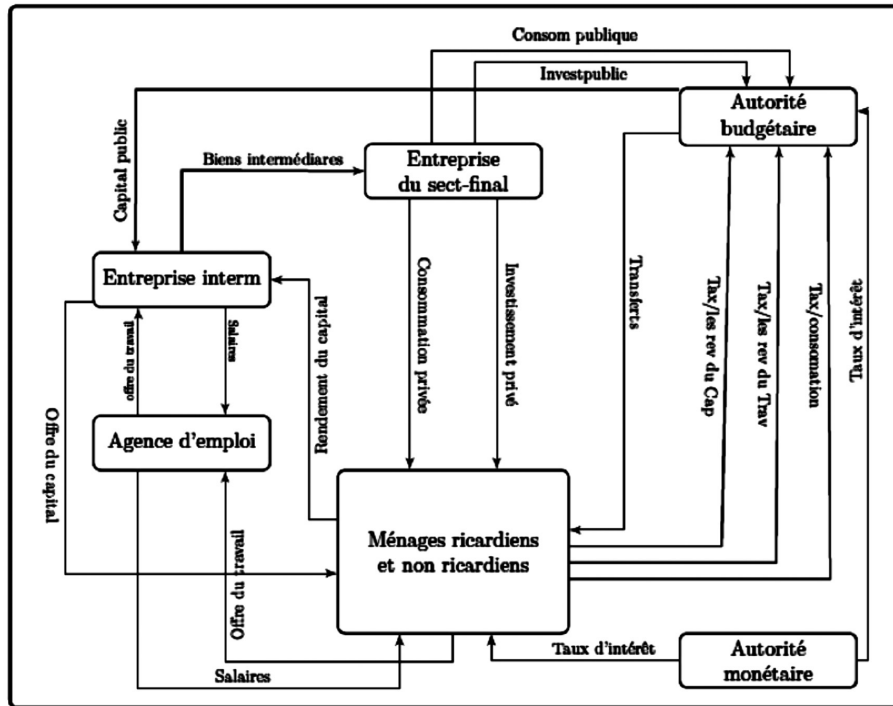 Consom publique
Investpublic
Autorité
budgétaire
Capital public
Biens intermédiares
Entreprise
du sect-final
Entreprise interm
offre du travail
Salaires
Rendement du capital
Consommation privée
Investissement privé
Transferts
Tax/les rev du Cap
Tax/les rev du Trav
Tax/consomation
Taux d'intérêt
Offre du capital
Agence d'emploi
Offre du travail
Ménages ricardiens
et non ricardiens
Salaires
Taux d'intérêt
Autorité
monétaire